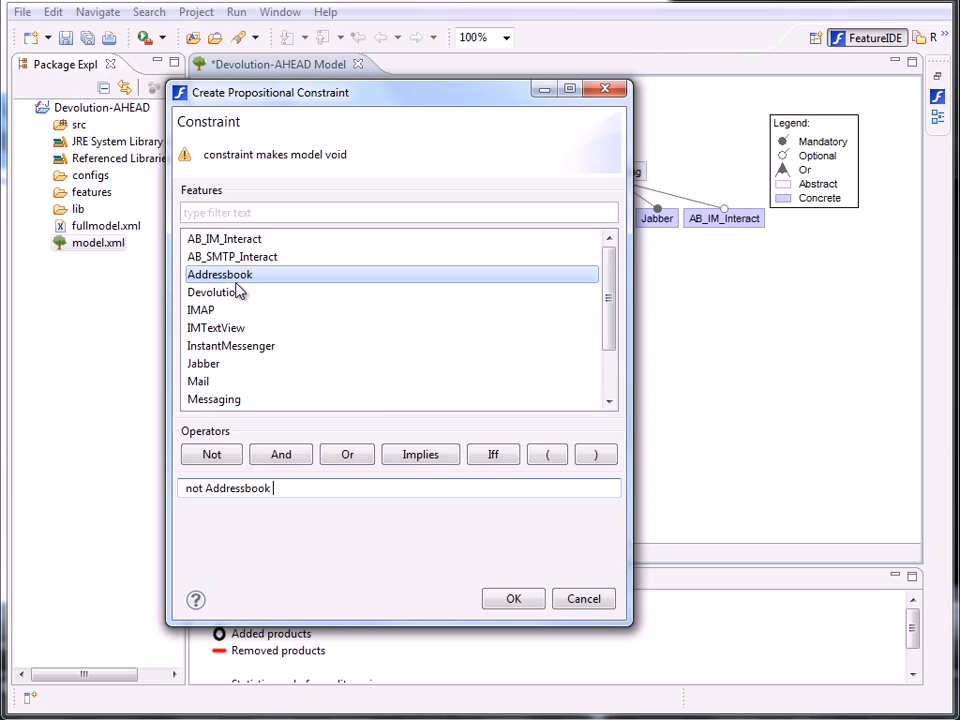 File Edit Navigate Search Project Run Window Help
100%
FeatureIDE
R
Package Expl
*Devolution-AHEAD Model
Devolution-AHEAD
src
JRE System Library
Referenced Librarie
configs
features
lib
fullmodel.xml
model.xml
Create Propositional Constraint
Constraint
constraint makes model void
Features
type filter text
AB_IM_Interact
AB_SMTP_Interact
Addressbook
Devolution
IMAP
IMTextView
InstantMessenger
Jabber
Mail
Messaging
Operators
Not And Or Implies Iff ( )
not Addressbook
? OK Cancel
Jabber AB_IM_Interact
Legend:
Mandatory
Optional
Or
Abstract
Concrete
Added products
Removed products